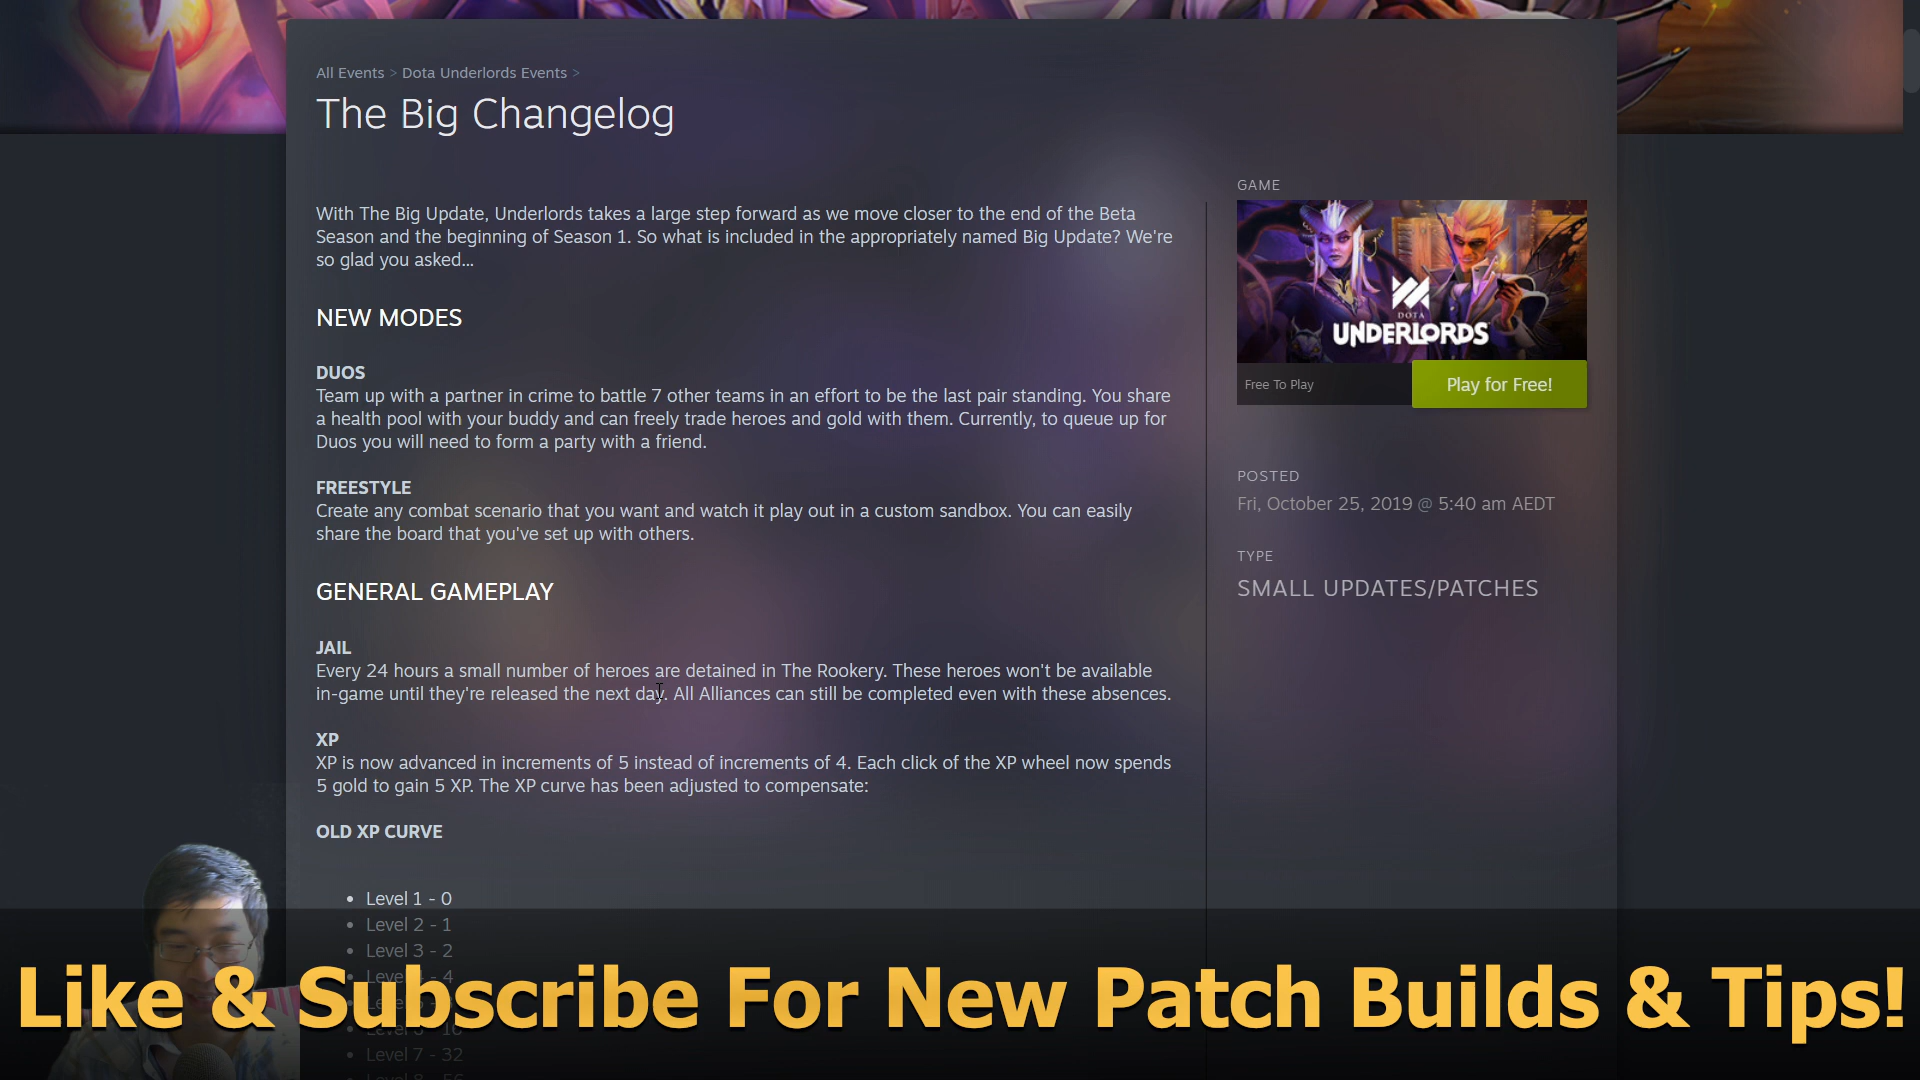 All Events > Dota Underlords Events >
The Big Changelog
With The Big Update, Underlords takes a large step forward as we move closer to the end of the Beta
Season and the beginning of Season 1. So what is included in the appropriately named Big Update? We're
so glad you asked...
NEW MODES
DUOS
Team up with a partner in crime to battle 7 other teams in an effort to be the last pair standing. You share
a health pool with your buddy and can freely trade heroes and gold with them. Currently, to queue up for
Duos you will need to form a party with a friend.
FREESTYLE
Create any combat scenario that you want and watch it play out in a custom sandbox. You can easily
share the board that you've set up with others.
GENERAL GAMEPLAY
JAIL
Every 24 hours a small number of heroes are detained in The Rookery. These heroes won't be available
in-game until they're released the next day. All Alliances can still be completed even with these absences.
XP
XP is now advanced in increments of 5 instead of increments of 4. Each click of the XP wheel now spends
5 gold to gain 5 XP. The XP curve has been adjusted to compensate:
OLD XP CURVE
• Level 1 - 0
• Level 2 - 1
• Level 3 - 2
- 4
• Level 7 - 32
GAME
DOTA
UNDERLORDS
Free To Play
Play for Free!
POSTED
Fri, October 25, 2019 @ 5:40 am AEDT
TYPE
SMALL UPDATES/PATCHES
Like & Subscribe For New Patch Builds & Tips!